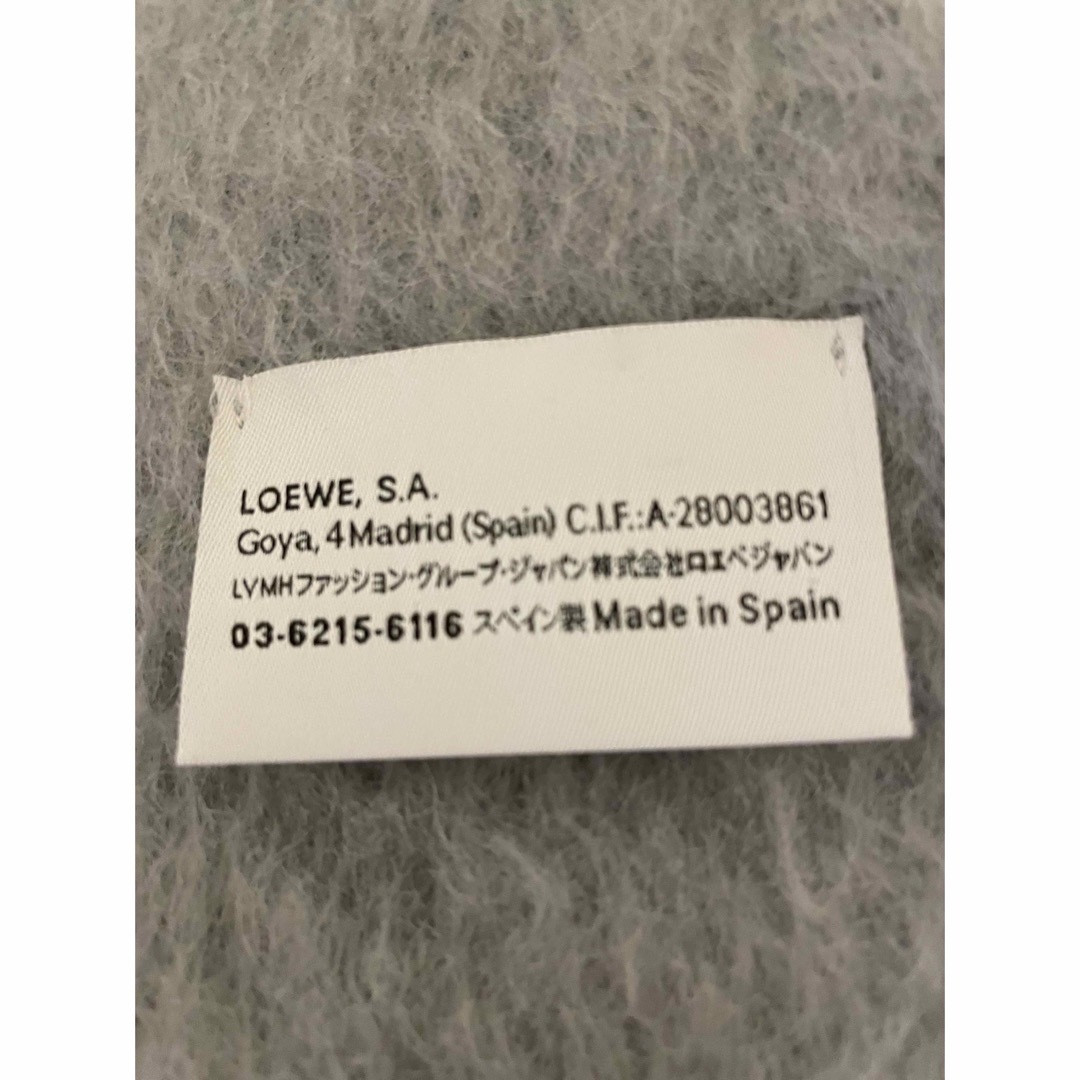 LOEWE, S.A.
Goya, 4 Madrid (Spain) C.I.F.:A-28003861
LVMHファッション・グループ・ジャパン株式会社ロエベジャパン
03-6215-6116 スペイン製 Made in Spain